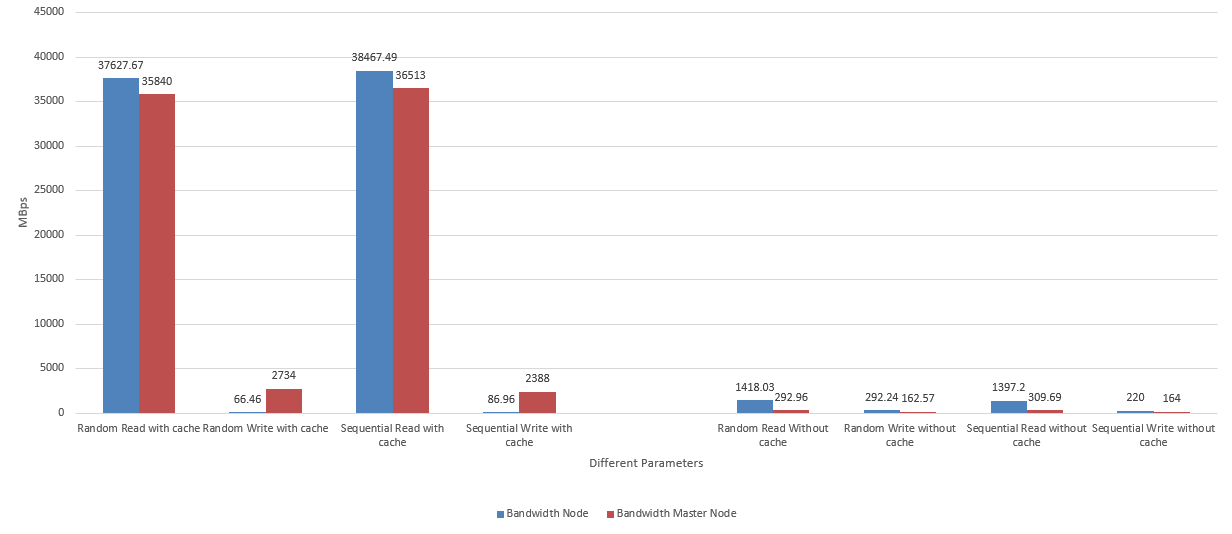 45000
40000
35000
30000
25000
20000
15000
10000
5000
0
MBps
37627.67
35840
66.46
2734
38467.49
36513
86.96
2388
1418.03
292.96
292.24
162.57
1397.2
309.69
220
164
Random Read with cache
Random Write with cache
Sequential Read with
cache
Sequential Write with
cache
Random Read Without
cache
Random Write without
cache
Sequential Read without
cache
Sequential Write without
cache
Different Parameters
Bandwidth Node
Bandwidth Master Node